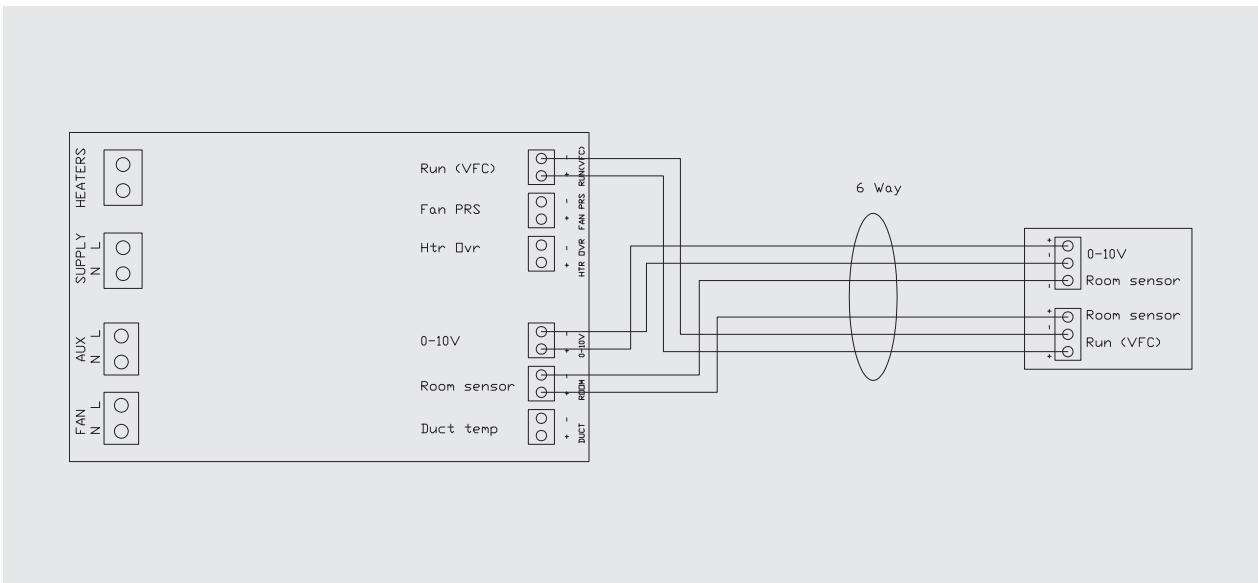 HEATERS
SUPPLY
N L
AUX
N L
FAN
N L
Run (VFC)
- + RUN(VFC)
Fan PRS
- + FAN PRS
Htr Ovr
- + HTR OVR
0-10V
- + 0-10V
Room sensor
- + ROOM
Duct temp
- + DUCT
6 Way
+
0-10V
-
Room sensor
-
+
Room sensor
-
Run (VFC)
+